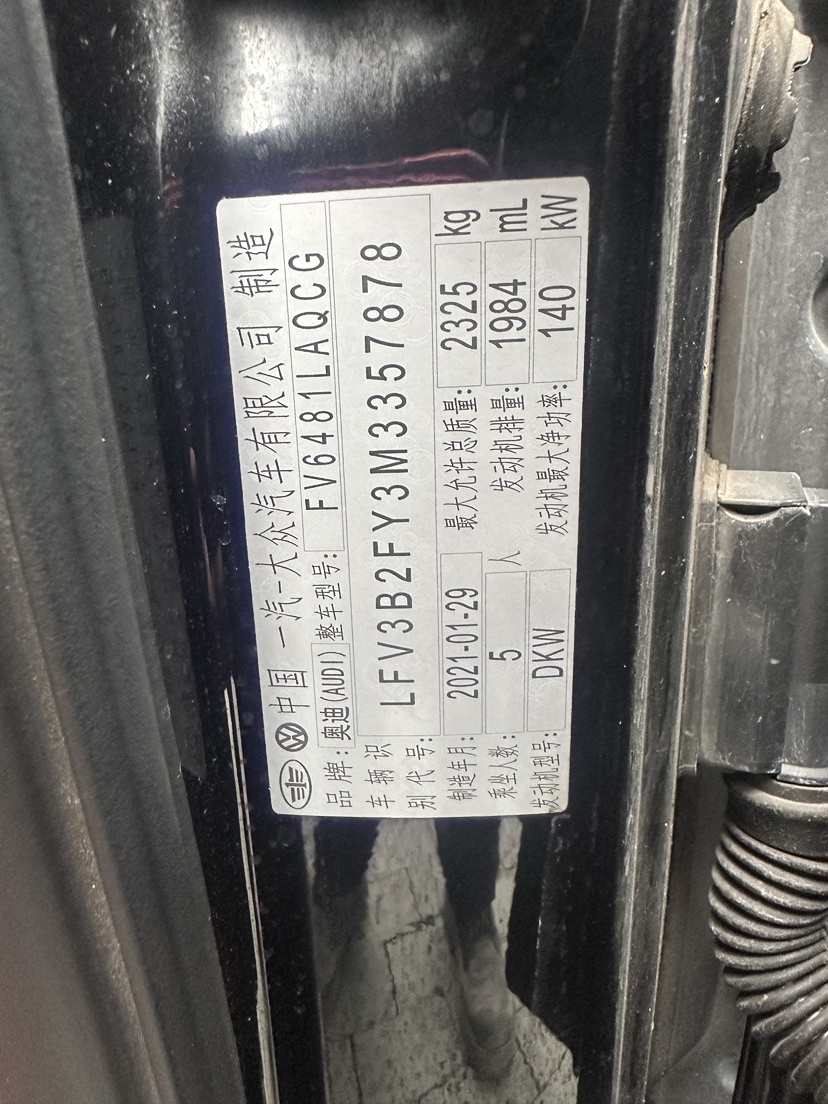 中国 一汽-大众汽车有限公司 制造
品牌: 奥迪(AUDI) 整车型号: FV6481LAQCG
车辆识别代号: LFV3B2FY3M3357878
制造年月: 2021-01-29 最大允许总质量: 2325 kg
乘坐人数: 5 人 发动机排量: 1984 mL
发动机型号: DKW 发动机最大净功率: 140 kW